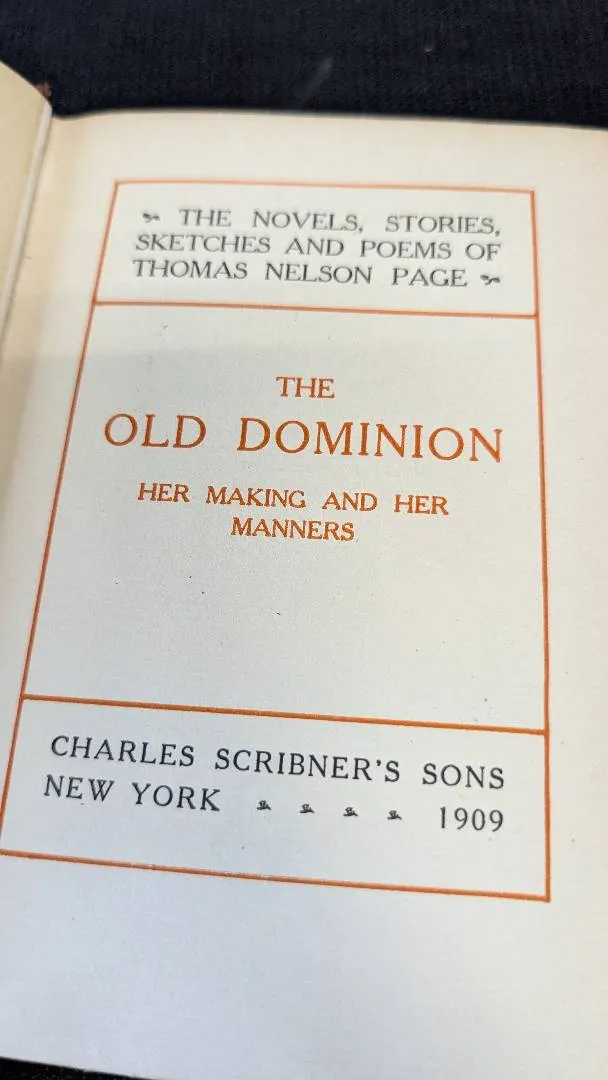 THE NOVELS, STORIES,
SKETCHES AND POEMS OF
THOMAS NELSON PAGE
THE
OLD DOMINION
HER MAKING AND HER
MANNERS
CHARLES SCRIBNER'S SONS
NEW YORK 1909